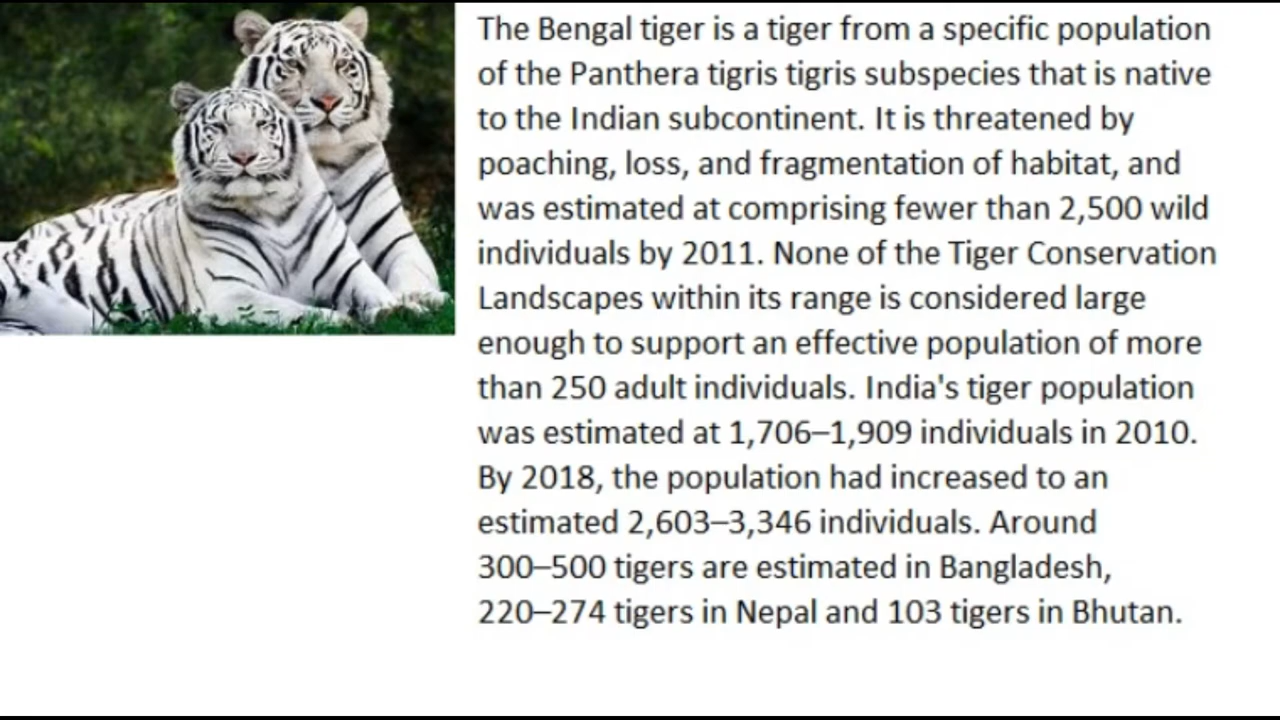 The Bengal tiger is a tiger from a specific population
of the Panthera tigris tigris subspecies that is native
to the Indian subcontinent. It is threatened by
poaching, loss, and fragmentation of habitat, and
was estimated at comprising fewer than 2,500 wild
individuals by 2011. None of the Tiger Conservation
Landscapes within its range is considered large
enough to support an effective population of more
than 250 adult individuals. India's tiger population
was estimated at 1,706–1,909 individuals in 2010.
By 2018, the population had increased to an
estimated 2,603–3,346 individuals. Around
300–500 tigers are estimated in Bangladesh,
220–274 tigers in Nepal and 103 tigers in Bhutan.